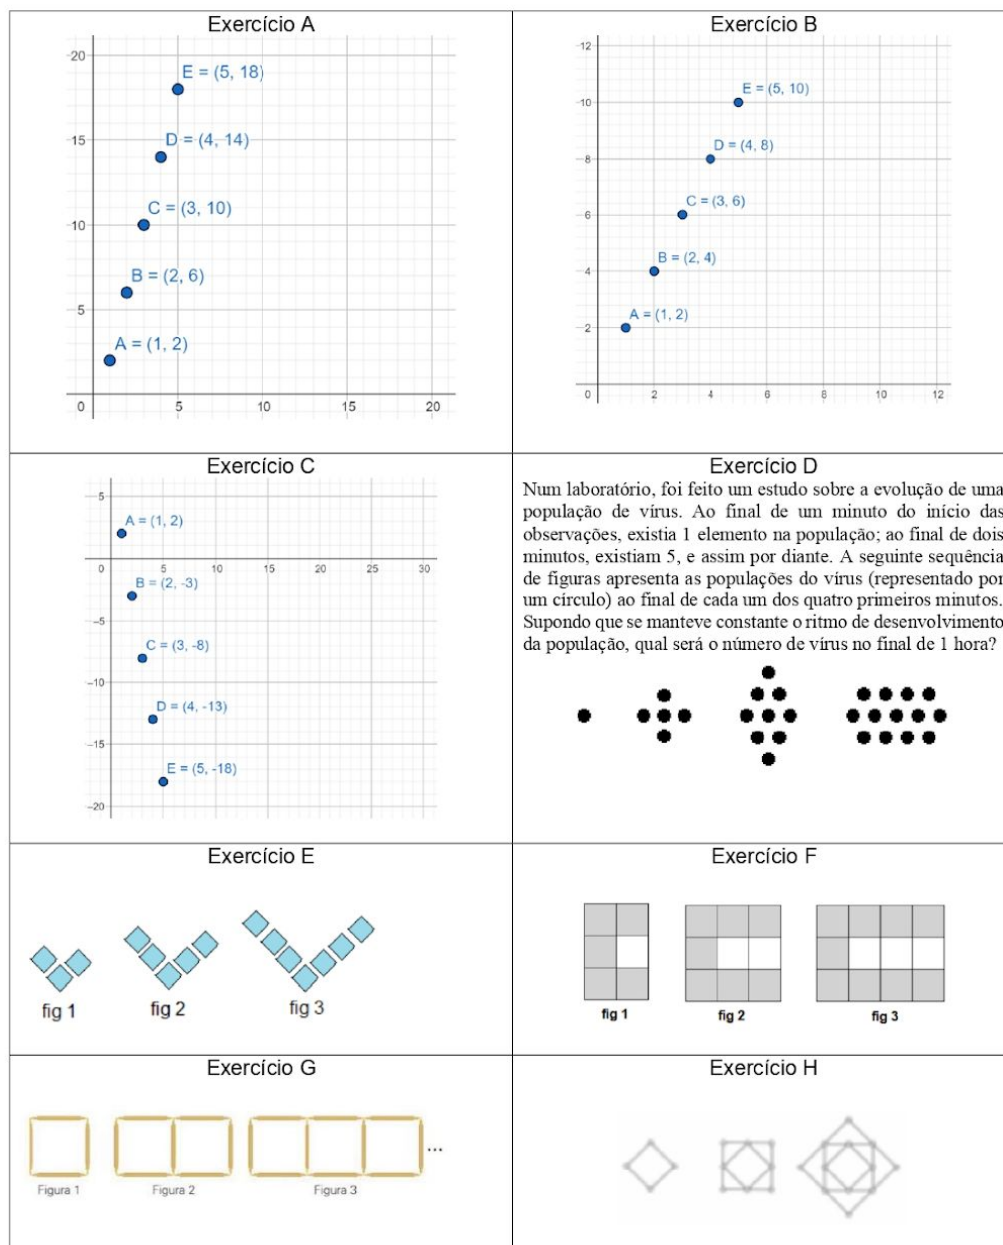 Exercício A
20
15
10
5
0
5
10
15
20
E = (5, 18)
D = (4, 14)
C = (3, 10)
B = (2, 6)
A = (1, 2)
Exercício B
12
10
8
6
4
2
0
2
4
6
8
10
12
E = (5, 10)
D = (4, 8)
C = (3, 6)
B = (2, 4)
A = (1, 2)
Exercício C
5
A = (1, 2)
0
5
10
15
20
25
30
B = (2, -3)
–5
C = (3, -8)
–10
D = (4, -13)
–15
E = (5, -18)
–20
Exercício D
Num laboratório, foi feito um estudo sobre a evolução de uma
população de vírus. Ao final de um minuto do início das
observações, existia 1 elemento na população; ao final de dois
minutos, existiam 5, e assim por diante. A seguinte sequência
de figuras apresenta as populações do vírus (representado por
um círculo) ao final de cada um dos quatro primeiros minutos.
Supondo que se manteve constante o ritmo de desenvolvimento
da população, qual será o número de vírus no final de 1 hora?
Exercício E
fig 1
fig 2
fig 3
Exercício F
fig 1
fig 2
fig 3
Exercício G
...
Figura 1
Figura 2
Figura 3
Exercício H